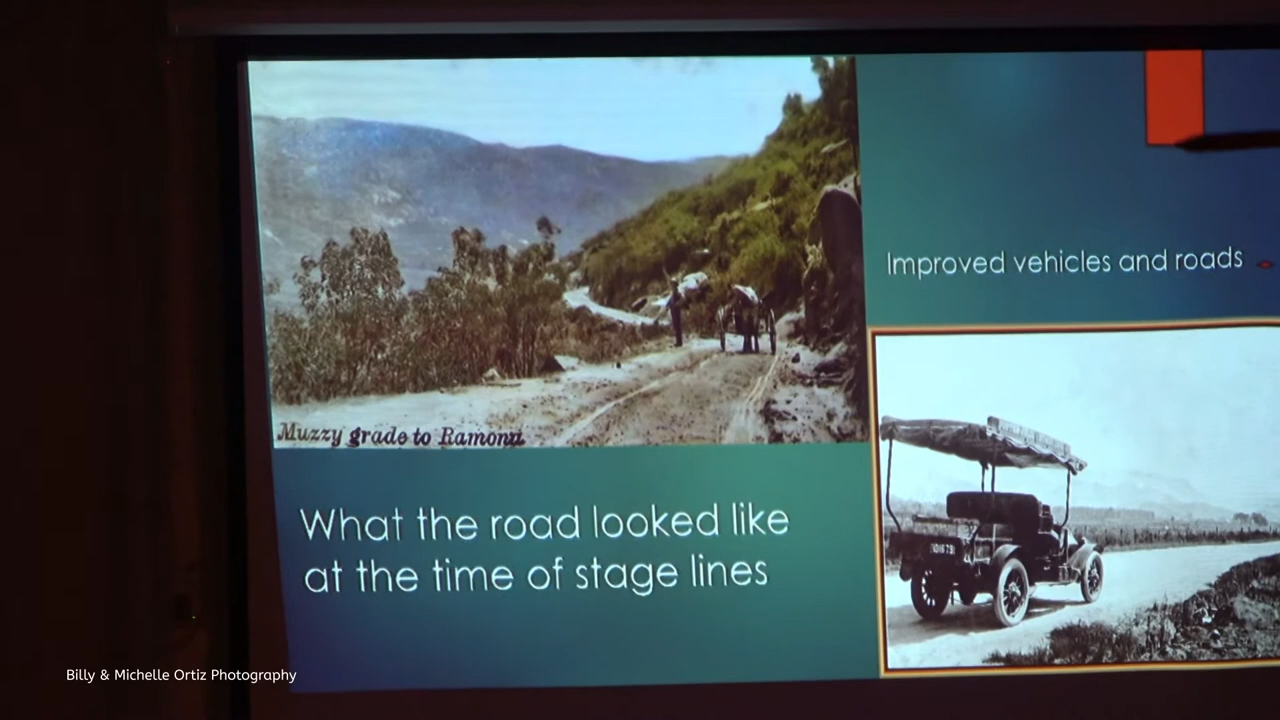 Improved vehicles and roads
Muzzy grade to Ramona
What the road looked like
at the time of stage lines
Billy & Michelle Ortiz Photography